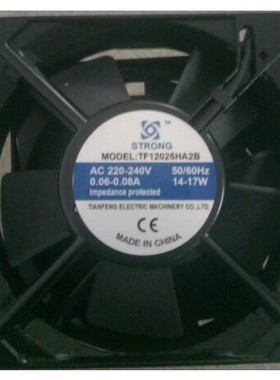 STRONG
MODEL:TF12025HA2B
AC 220-240V 50/60Hz
0.06-0.08A 14-17W
Impedance protected
TIANFENG ELECTRIC MACHINERY CO.,LTD.
MADE IN CHINA